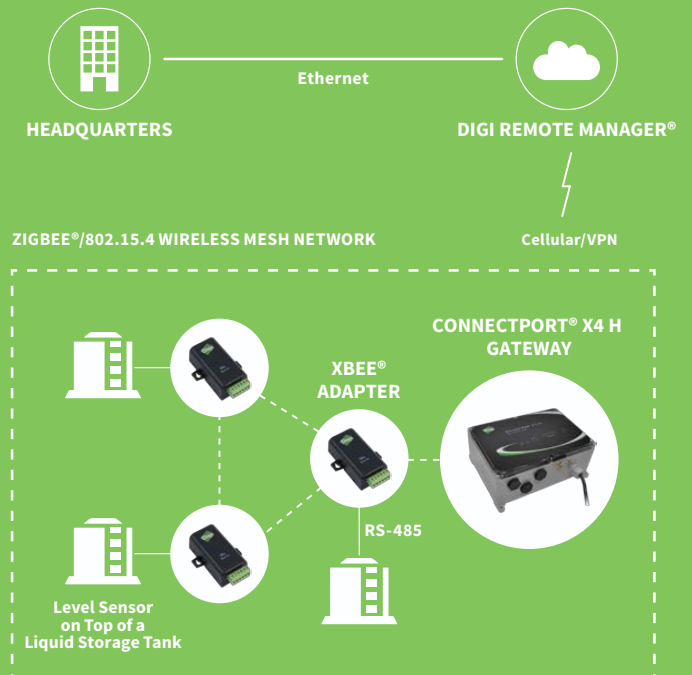 Ethernet
HEADQUARTERS
DIGI REMOTE MANAGER®
ZIGBEE®/802.15.4 WIRELESS MESH NETWORK
Cellular/VPN
CONNECTPORT® X4 H
GATEWAY
XBEE®
ADAPTER
RS-485
Level Sensor
on Top of a
Liquid Storage Tank